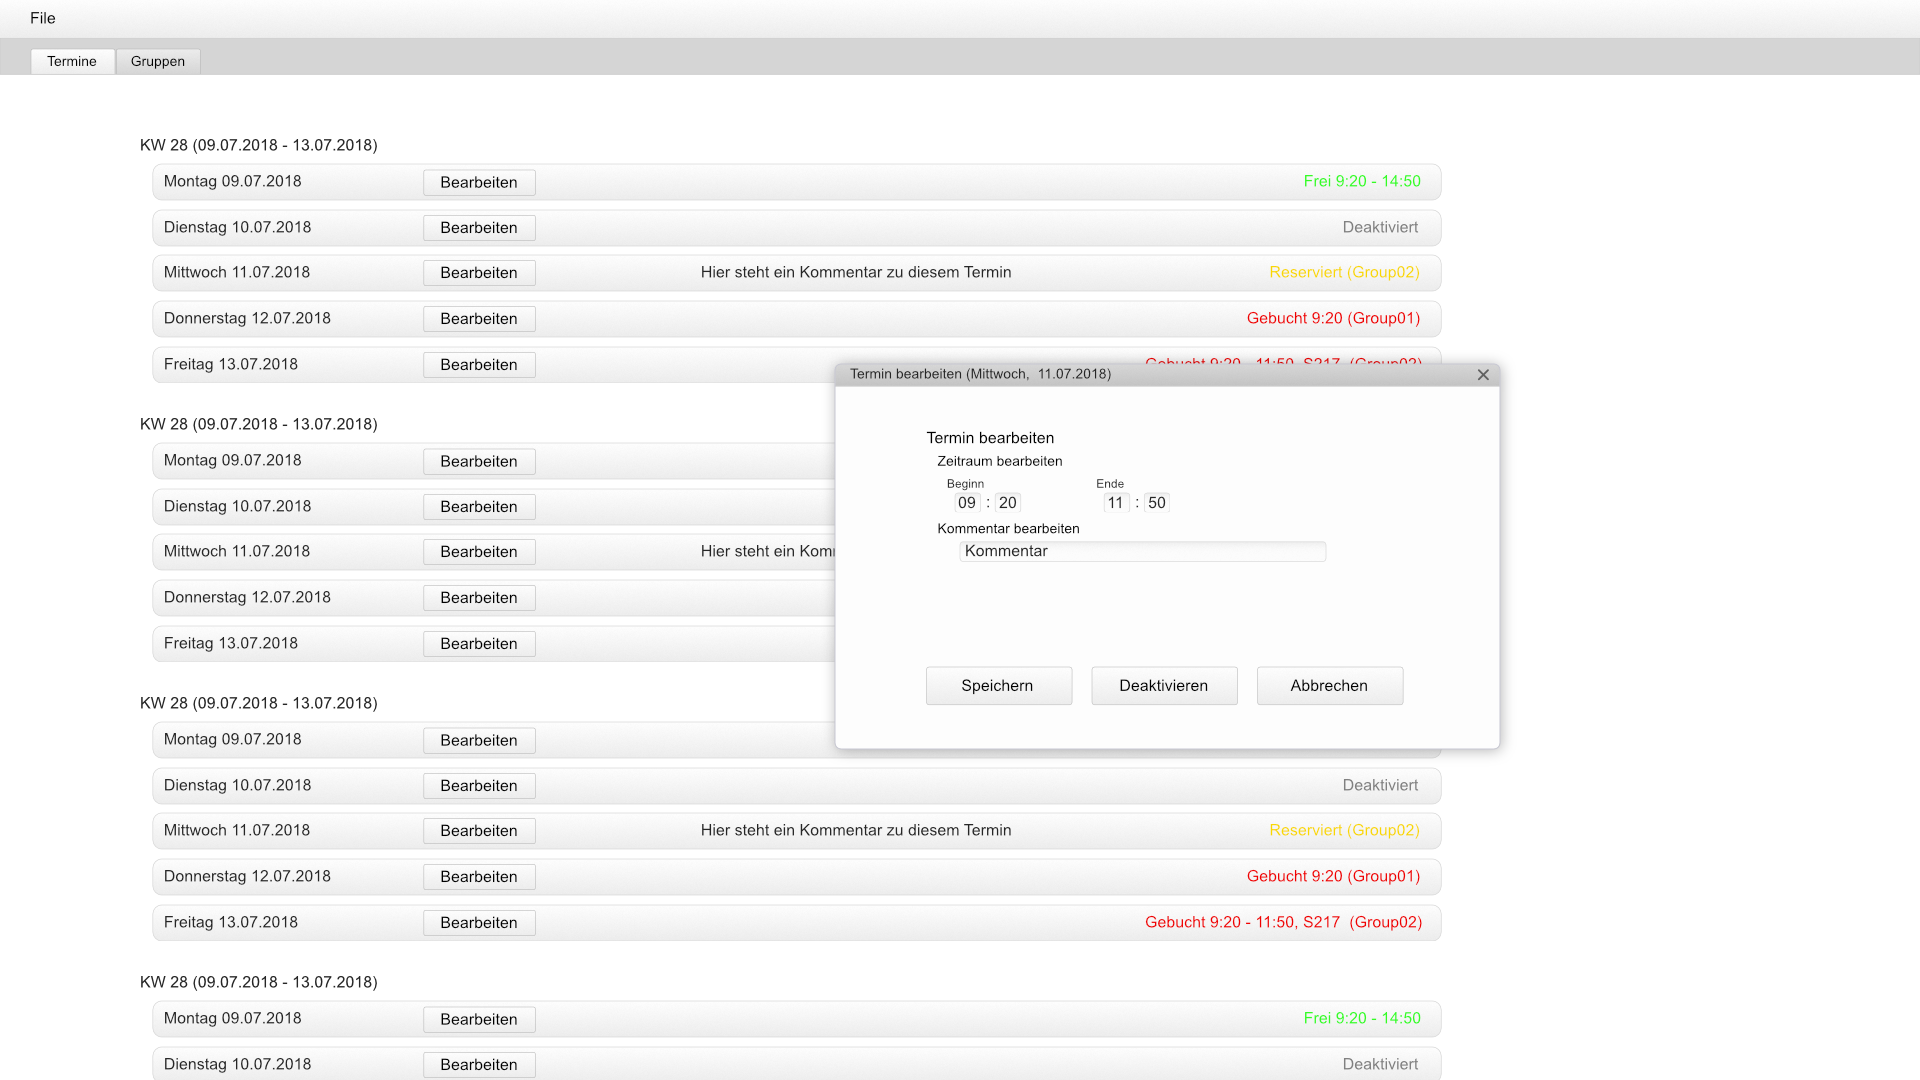 File
Termine Gruppen
KW 28 (09.07.2018 - 13.07.2018)
Montag 09.07.2018 Bearbeiten Frei 9:20 - 14:50
Dienstag 10.07.2018 Bearbeiten Deaktiviert
Mittwoch 11.07.2018 Bearbeiten Hier steht ein Kommentar zu diesem Termin Reserviert (Group02)
Donnerstag 12.07.2018 Bearbeiten Gebucht 9:20 (Group01)
Freitag 13.07.2018 Bearbeiten Gebucht 9:20 - 11:50, S217 (Group02)
KW 28 (09.07.2018 - 13.07.2018)
Montag 09.07.2018 Bearbeiten
Dienstag 10.07.2018 Bearbeiten
Mittwoch 11.07.2018 Bearbeiten Hier steht ein
Donnerstag 12.07.2018 Bearbeiten
Freitag 13.07.2018 Bearbeiten
Termin bearbeiten (Mittwoch, 11.07.2018)
Termin bearbeiten
Zeitraum bearbeiten
Beginn Ende
09 : 20 11 : 50
Kommentar bearbeiten
Kommentar
Speichern Deaktivieren Abbrechen
KW 28 (09.07.2018 - 13.07.2018)
Montag 09.07.2018 Bearbeiten
Dienstag 10.07.2018 Bearbeiten Deaktiviert
Mittwoch 11.07.2018 Bearbeiten Hier steht ein Kommentar zu diesem Termin Reserviert (Group02)
Donnerstag 12.07.2018 Bearbeiten Gebucht 9:20 (Group01)
Freitag 13.07.2018 Bearbeiten Gebucht 9:20 - 11:50, S217 (Group02)
KW 28 (09.07.2018 - 13.07.2018)
Montag 09.07.2018 Bearbeiten Frei 9:20 - 14:50
Dienstag 10.07.2018 Bearbeiten Deaktiviert